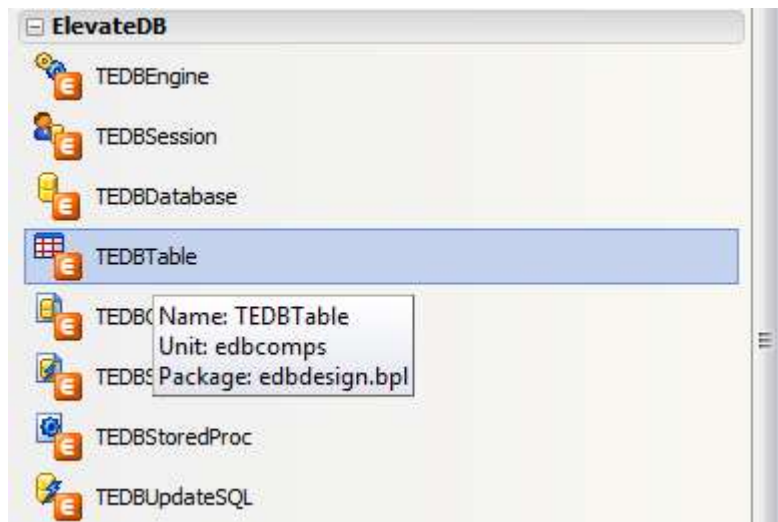 ElevateDB
TEDBEngine
TEDBSession
TEDBDatabase
TEDBTable
Name: TEDBTable
Unit: edbcomps
Package: edbdesign.bpl
TEDBStoredProc
TEDBUpdateSQL